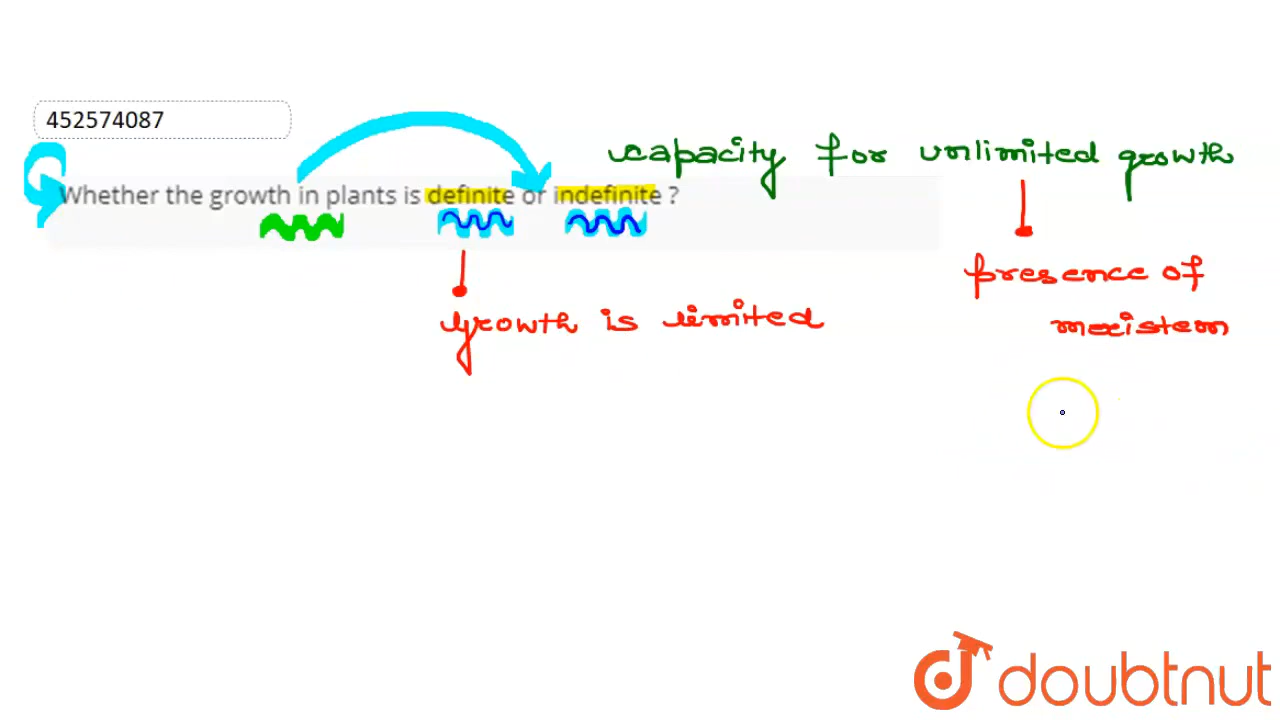 452574087
capacity for unlimited growth
Whether the growth in plants is definite or indefinite ?
presence of
meristem
growth is limited
doubtnut